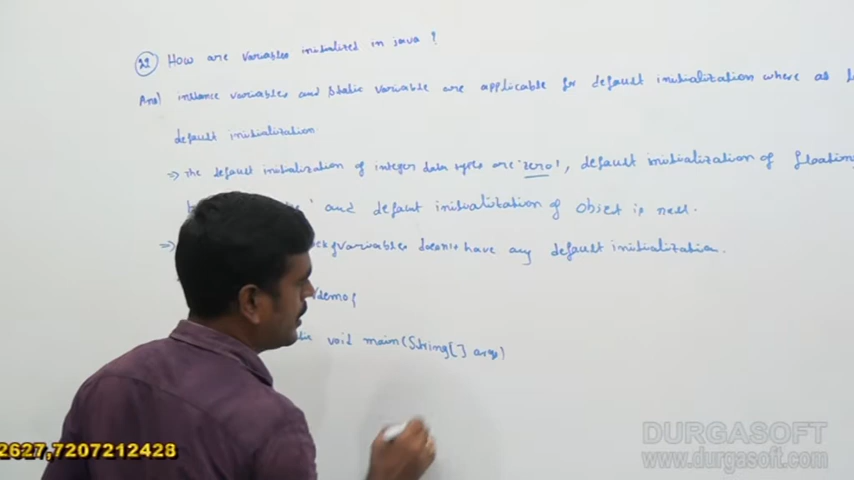 22 How are variables initialized in java?
Ans) instance variables and static variable are applicable for default initialization where as
default initialization
⇒ The default initialization of integer data types are 'zero', default initialization of floating
' and default initialization of object is null.
⇒ variables doesn't have any default initialization.
demo{
void main(String[] args)
2627,7207212428
DURGASOFT
www.durgasoft.com